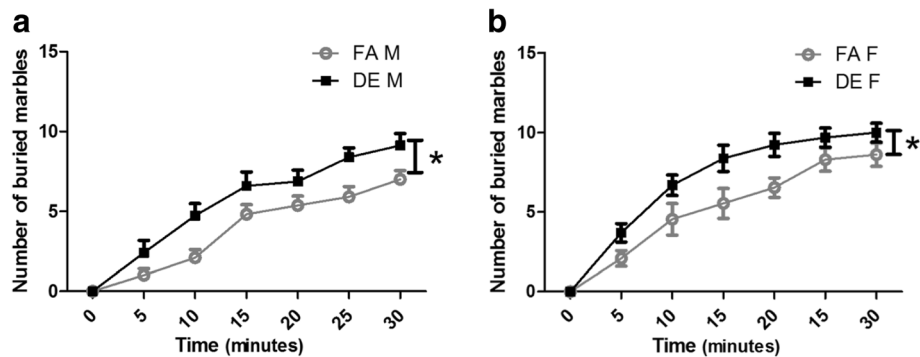 a
FA M
DE M
Number of buried marbles
15
10
5
0
*
0 5 10 15 20 25 30
Time (minutes)
b
FA F
DE F
Number of buried marbles
15
10
5
0
*
0 5 10 15 20 15 30
Time (minutes)